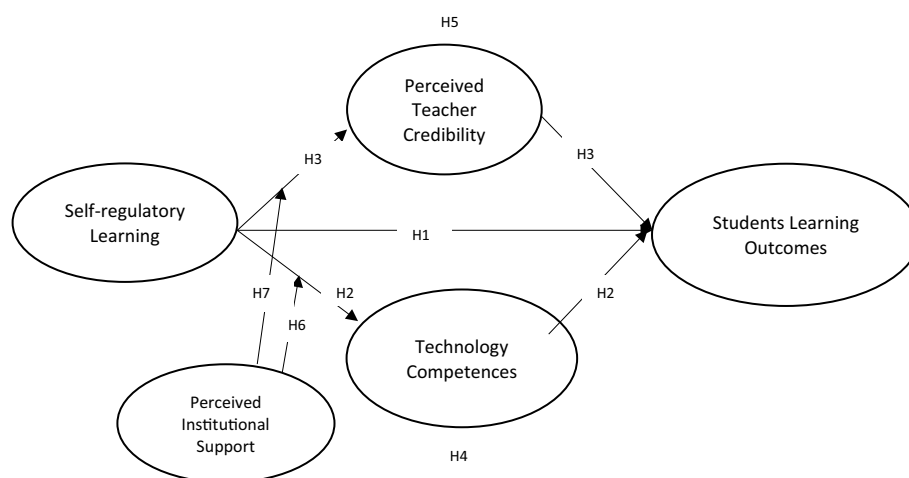 H5
Perceived
Teacher
Credibility
H3
H3
Self-regulatory
Learning
H1
Students Learning
Outcomes
H7
H6
H2
H2
Technology
Competences
Perceived
Institutional
Support
H4